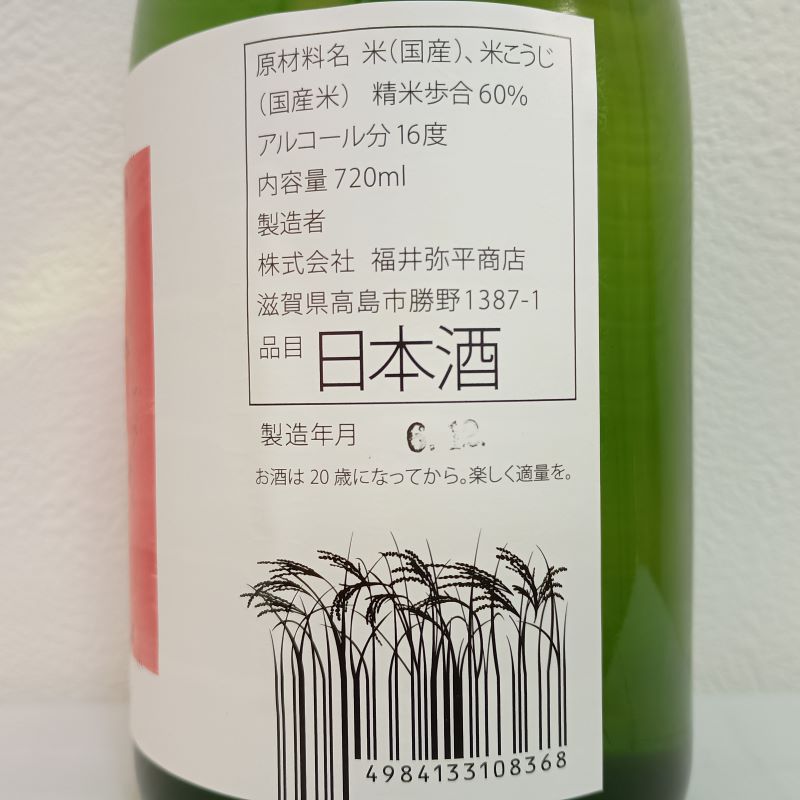 原材料名 米(国産)、米こうじ
(国産米) 精米歩合60%
アルコール分16度
内容量720ml
製造者
株式会社 福井弥平商店
滋賀県高島市勝野1387-1
品目 日本酒
製造年月 6.12.
お酒は20歳になってから。楽しく適量を。
4984133108368